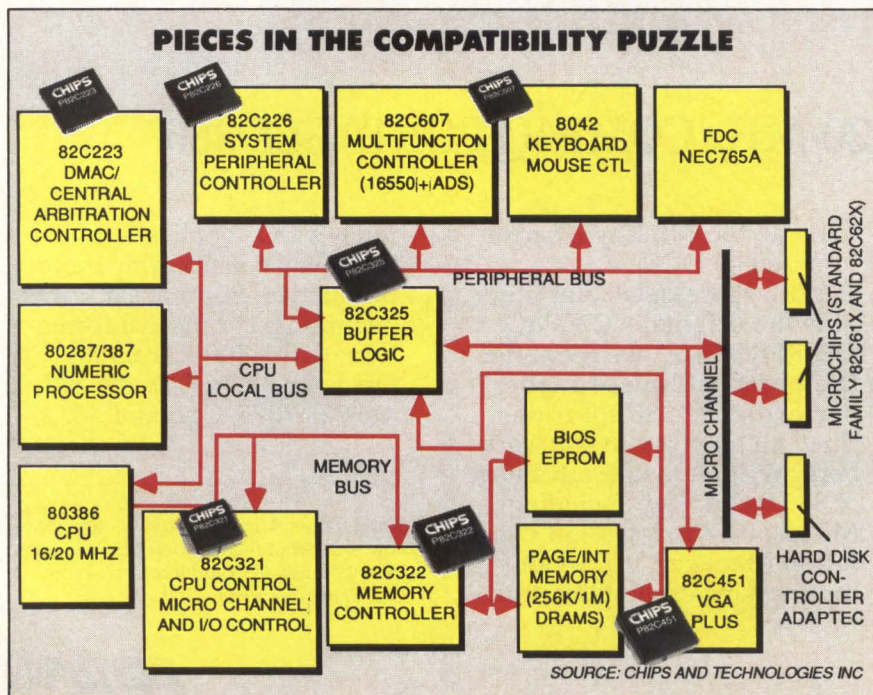 PIECES IN THE COMPATIBILITY PUZZLE
CHIPS
P82C223
CHIPS
P82C226
CHIPS
82C223
DMAC/
CENTRAL
ARBITRATION
CONTROLLER
82C226
SYSTEM
PERIPHERAL
CONTROLLER
82C607
MULTIFUNCTION
CONTROLLER
(16550+ADS)
8042
KEYBOARD
MOUSE CTL
FDC
NEC765A
PERIPHERAL BUS
CHIPS
P82C325
82C325
BUFFER
LOGIC
80287/387
NUMERIC
PROCESSOR
CPU
LOCAL BUS
MICRO CHANNEL
MICROCHIPS (STANDARD
FAMILY 82C61X AND 82C62X)
BIOS
EPROM
MEMORY
BUS
80386
CPU
16/20 MHZ
CHIPS
P82C321
82C321
CPU CONTROL
MICRO CHANNEL
AND I/O CONTROL
CHIPS
P82C322
82C322
MEMORY
CONTROLLER
PAGE/INT
MEMORY
(256K/1M)
DRAMS)
CHIPS
P82C451
82C451
VGA
PLUS
HARD DISK
CON-
TROLLER
ADAPTEC
SOURCE: CHIPS AND TECHNOLOGIES INC